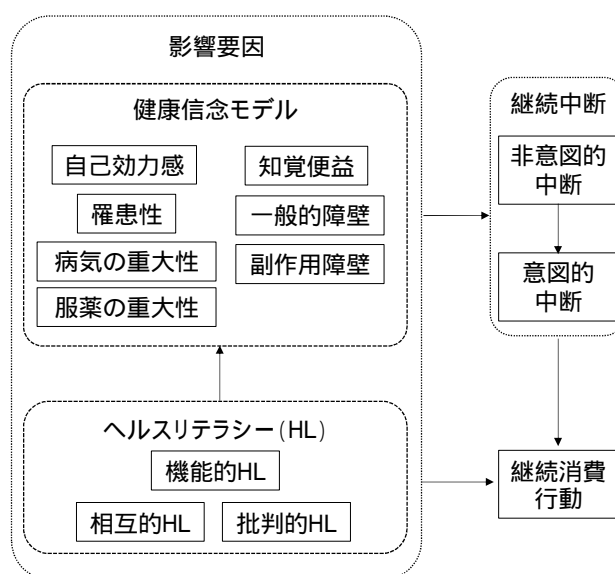 影響要因
健康信念モデル
自己効力感
知覚便益
罹患性
一般的障壁
病気の重大性
副作用障壁
服薬の重大性
ヘルスリテラシー(HL)
機能的HL
相互的HL
批判的HL
継続中断
非意図的
中断
意図的
中断
継続消費
行動